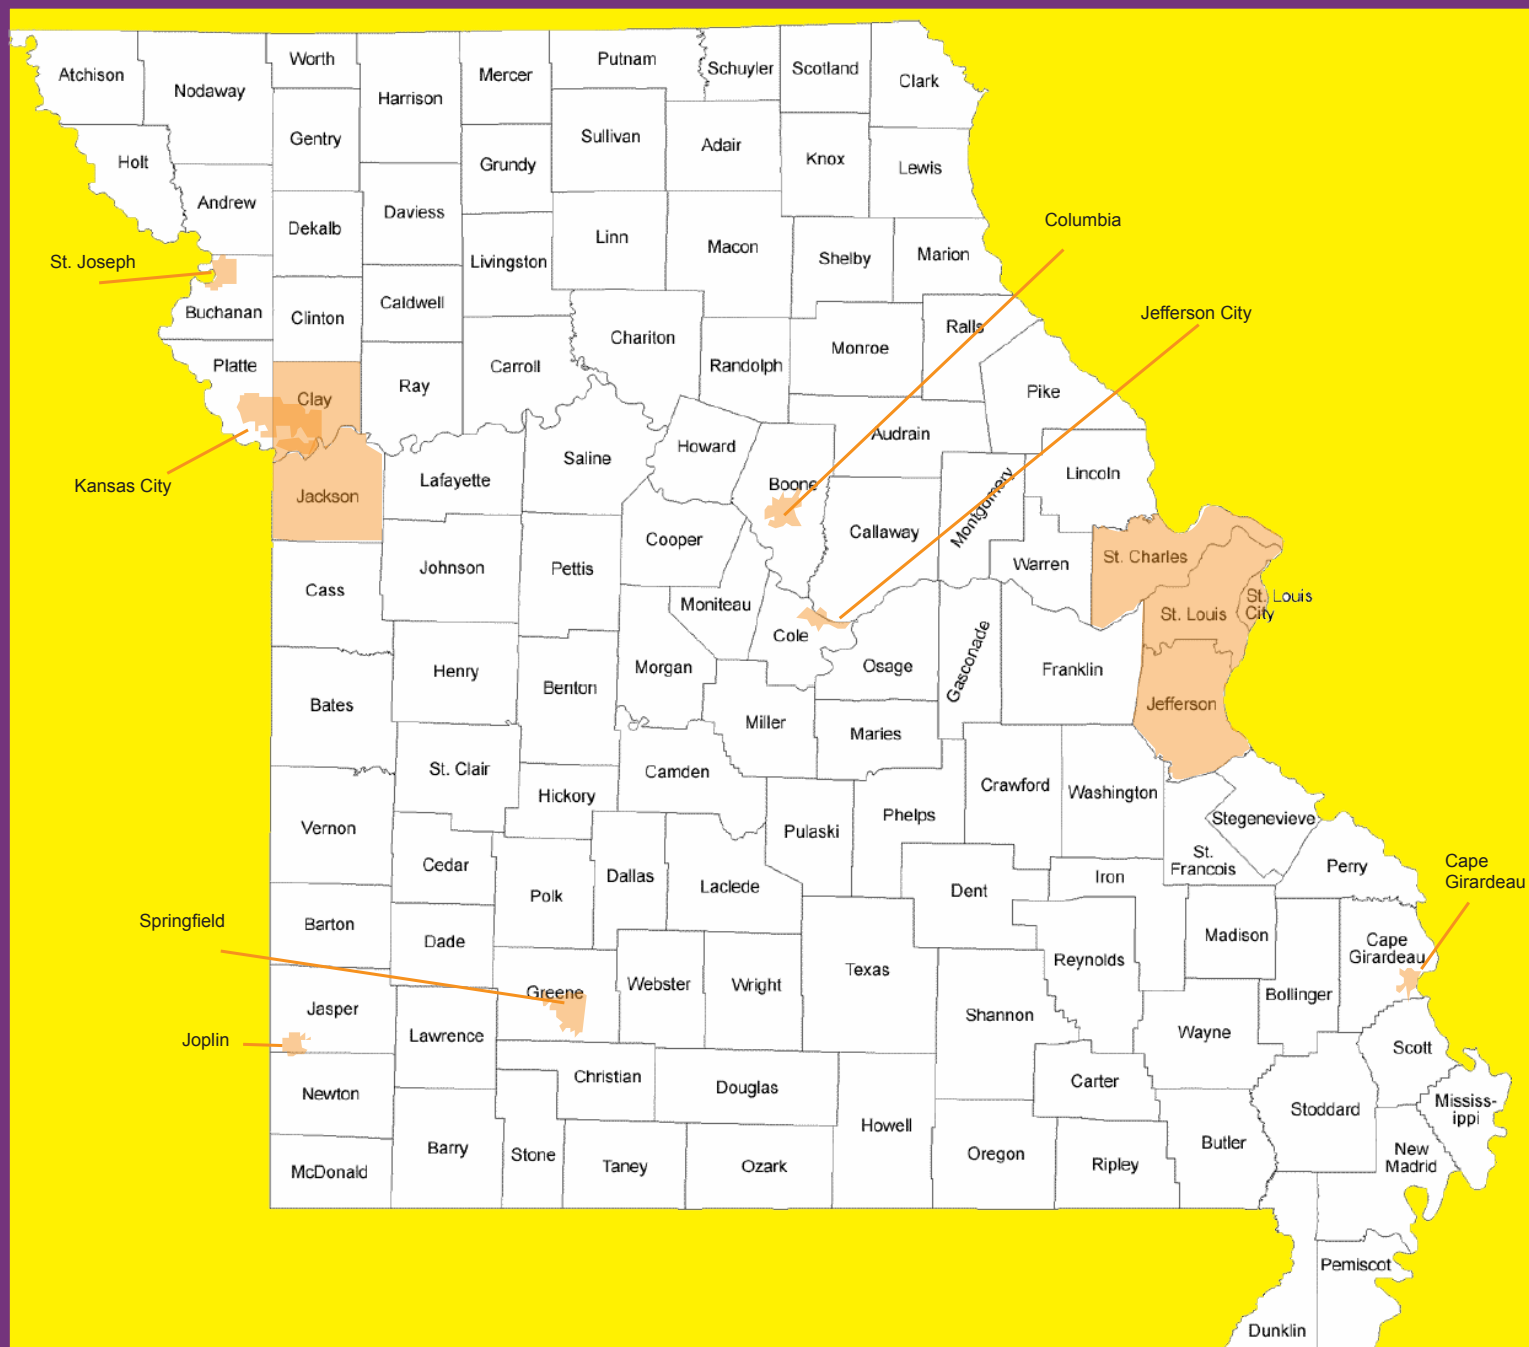 Worth
Putnam
Atchison
Mercer
Schuyler
Scotland
Clark
Nodaway
Harrison
Gentry
Sullivan
Adair
Knox
Holt
Grundy
Lewis
Andrew
Daviess
Columbia
Dekalb
Linn
Macon
Marion
St. Joseph
Livingston
Shelby
Caldwell
Buchanan
Clinton
Jefferson City
Ralls
Chariton
Monroe
Platte
Carroll
Randolph
Ray
Pike
Clay
Audrain
Howard
Saline
Lincoln
Lafayette
Boone
Kansas City
Jackson
Montgomery
Callaway
Cooper
St. Charles
Johnson
Pettis
Warren
Cass
Moniteau
St. Louis
City
St. Louis
Cole
Gasconade
Osage
Morgan
Franklin
Henry
Benton
Bates
Jefferson
Miller
Maries
St. Clair
Camden
Crawford
Washington
Hickory
Phelps
Stegenevieve
Vernon
Pulaski
St.
Francois
Cape
Girardeau
Cedar
Perry
Dallas
Iron
Laclede
Dent
Polk
Springfield
Barton
Madison
Dade
Cape
Girardeau
Reynolds
Texas
Webster
Wright
Greene
Bollinger
Jasper
Shannon
Wayne
Lawrence
Joplin
Scott
Christian
Carter
Douglas
Newton
Mississ-
ippi
Stoddard
Howell
Butler
Barry
Stone
Oregon
New
Madrid
Ripley
Taney
Ozark
McDonald
Pemiscot
Dunklin